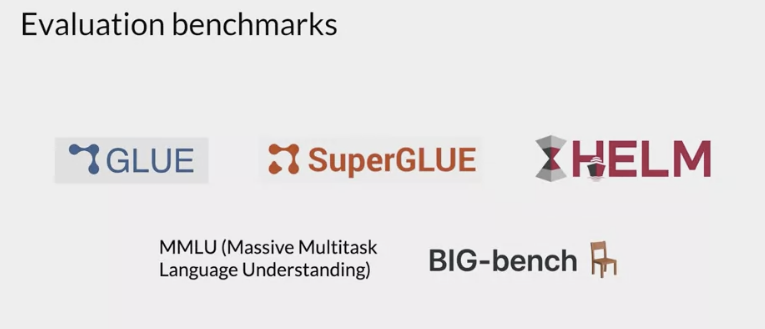 Evaluation benchmarks
GLUE
SuperGLUE
HELM
MMLU (Massive Multitask
Language Understanding)
BIG-bench